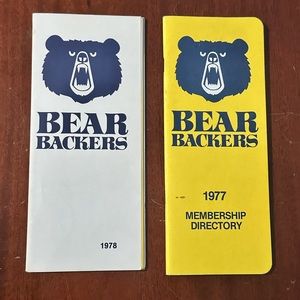 BEAR
BACKERS
1978
BEAR
BACKERS
1977
MEMBERSHIP
DIRECTORY